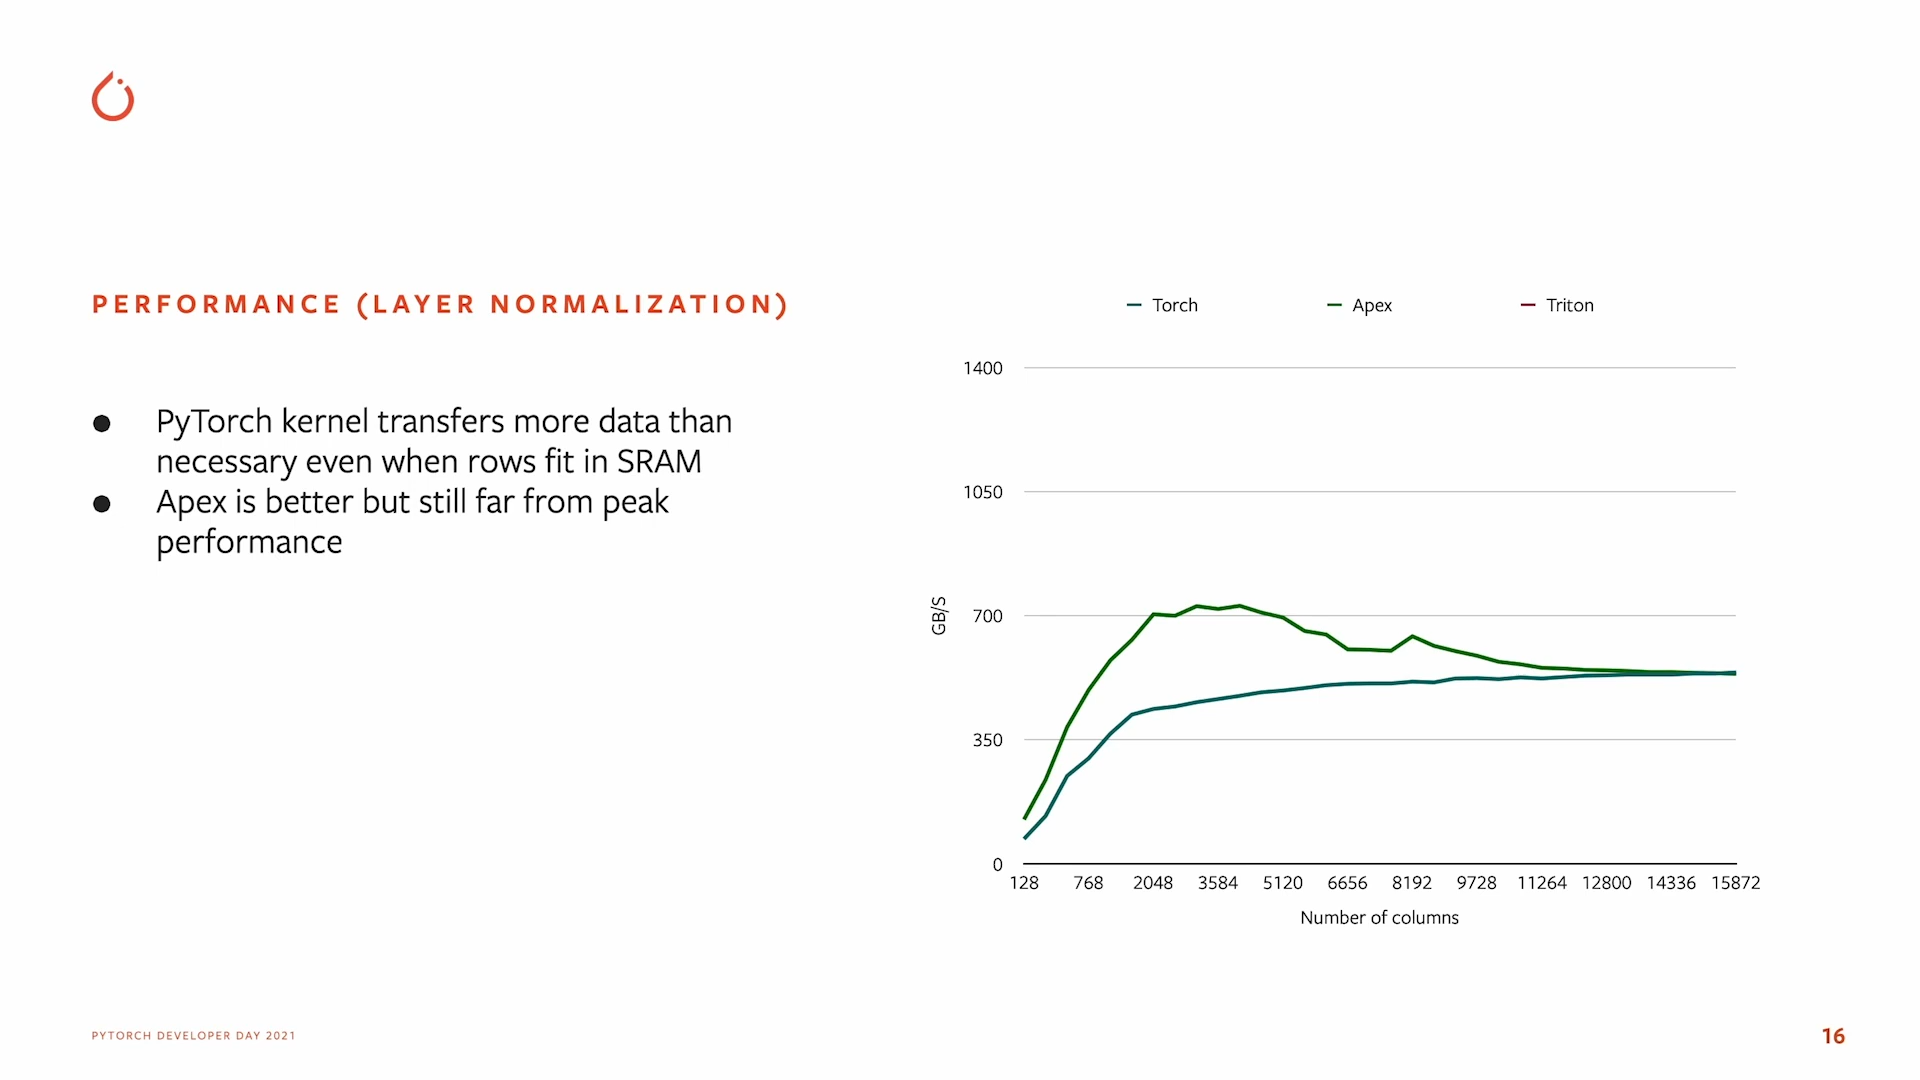 PERFORMANCE (LAYER NORMALIZATION)
● PyTorch kernel transfers more data than
necessary even when rows fit in SRAM
● Apex is better but still far from peak
performance
Torch Apex Triton
1400
1050
700
350
0
GB/S
128 768 2048 3584 5120 6656 8192 9728 11264 12800 14336 15872
Number of columns
PYTORCH DEVELOPER DAY 2021
16